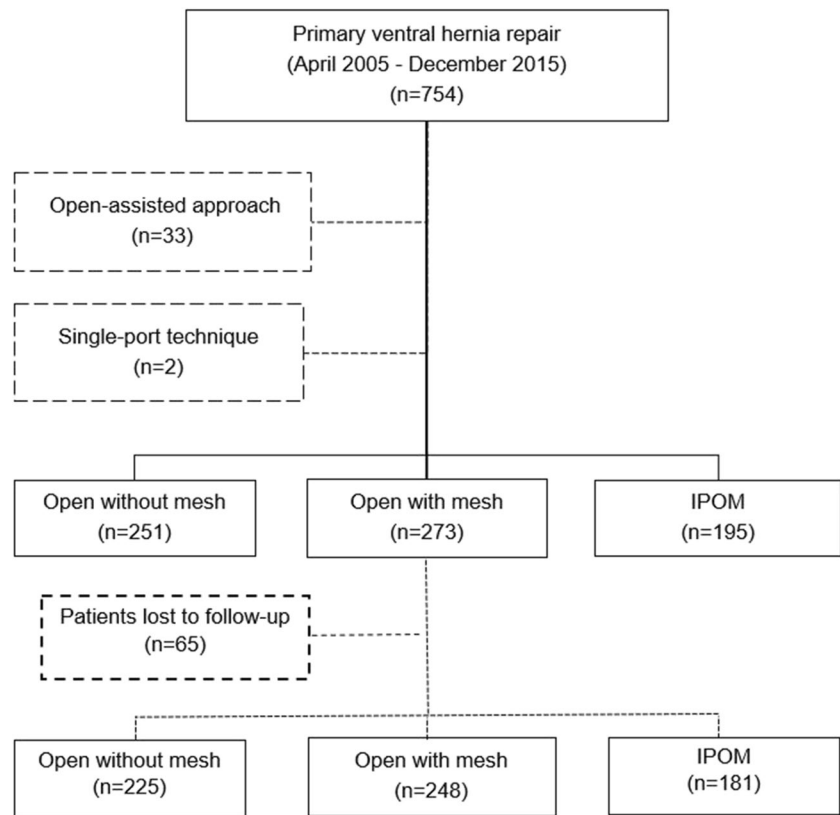 Primary ventral hernia repair
(April 2005 - December 2015)
(n=754)
Open-assisted approach
(n=33)
Single-port technique
(n=2)
Open without mesh
(n=251)
Open with mesh
(n=273)
IPOM
(n=195)
Patients lost to follow-up
(n=65)
Open without mesh
(n=225)
Open with mesh
(n=248)
IPOM
(n=181)